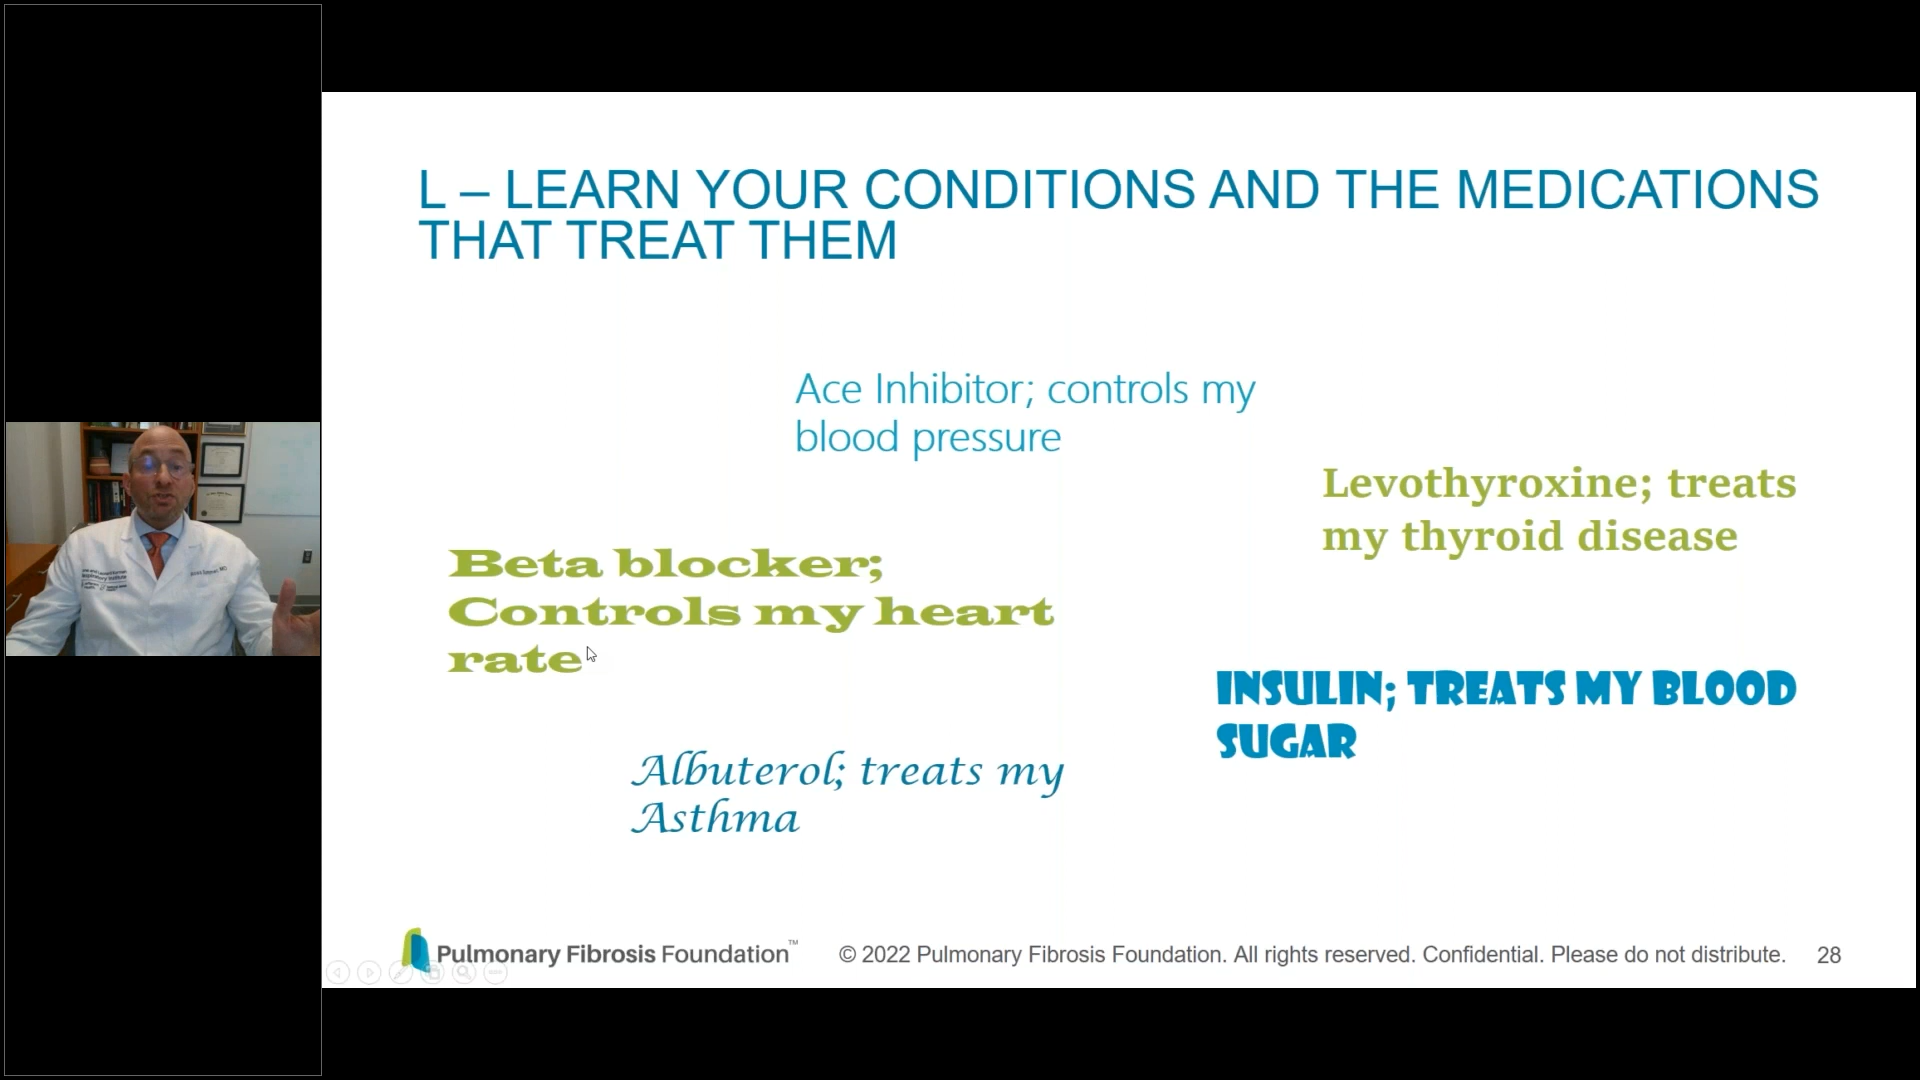 L – LEARN YOUR CONDITIONS AND THE MEDICATIONS
THAT TREAT THEM
Ace Inhibitor; controls my
blood pressure
Levothyroxine; treats
my thyroid disease
Beta blocker;
Controls my heart
rate
INSULIN; TREATS MY BLOOD
SUGAR
Albuterol; treats my
Asthma
Pulmonary Fibrosis Foundation™
© 2022 Pulmonary Fibrosis Foundation. All rights reserved. Confidential. Please do not distribute.
28